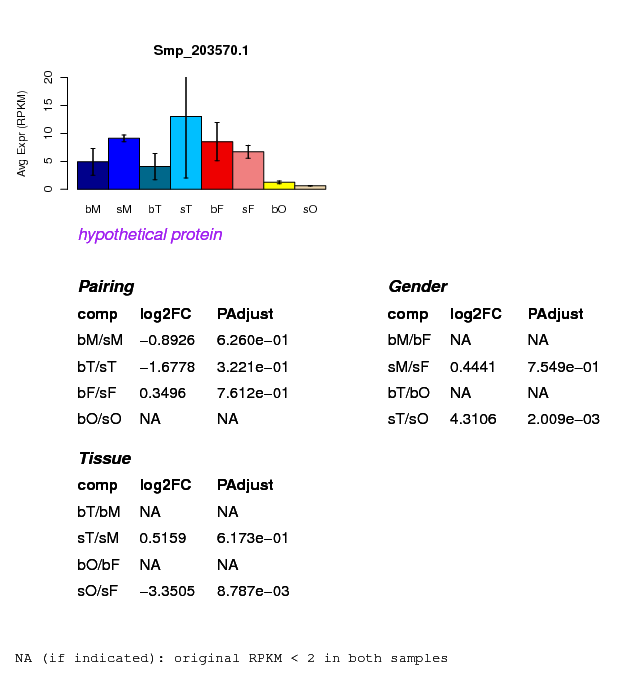 Smp_203570.1
Avg Expr (RPKM)
20
15
10
5
0
bM sM bT sT bF sF bO sO
hypothetical protein
Pairing
comp log2FC PAdjust
bM/sM −0.8926 6.260e−01
bT/sT −1.6778 3.221e−01
bF/sF 0.3496 7.612e−01
bO/sO NA NA
Gender
comp log2FC PAdjust
bM/bF NA NA
sM/sF 0.4441 7.549e−01
bT/bO NA NA
sT/sO 4.3106 2.009e−03
Tissue
comp log2FC PAdjust
bT/bM NA NA
sT/sM 0.5159 6.173e−01
bO/bF NA NA
sO/sF −3.3505 8.787e−03
NA (if indicated): original RPKM < 2 in both samples